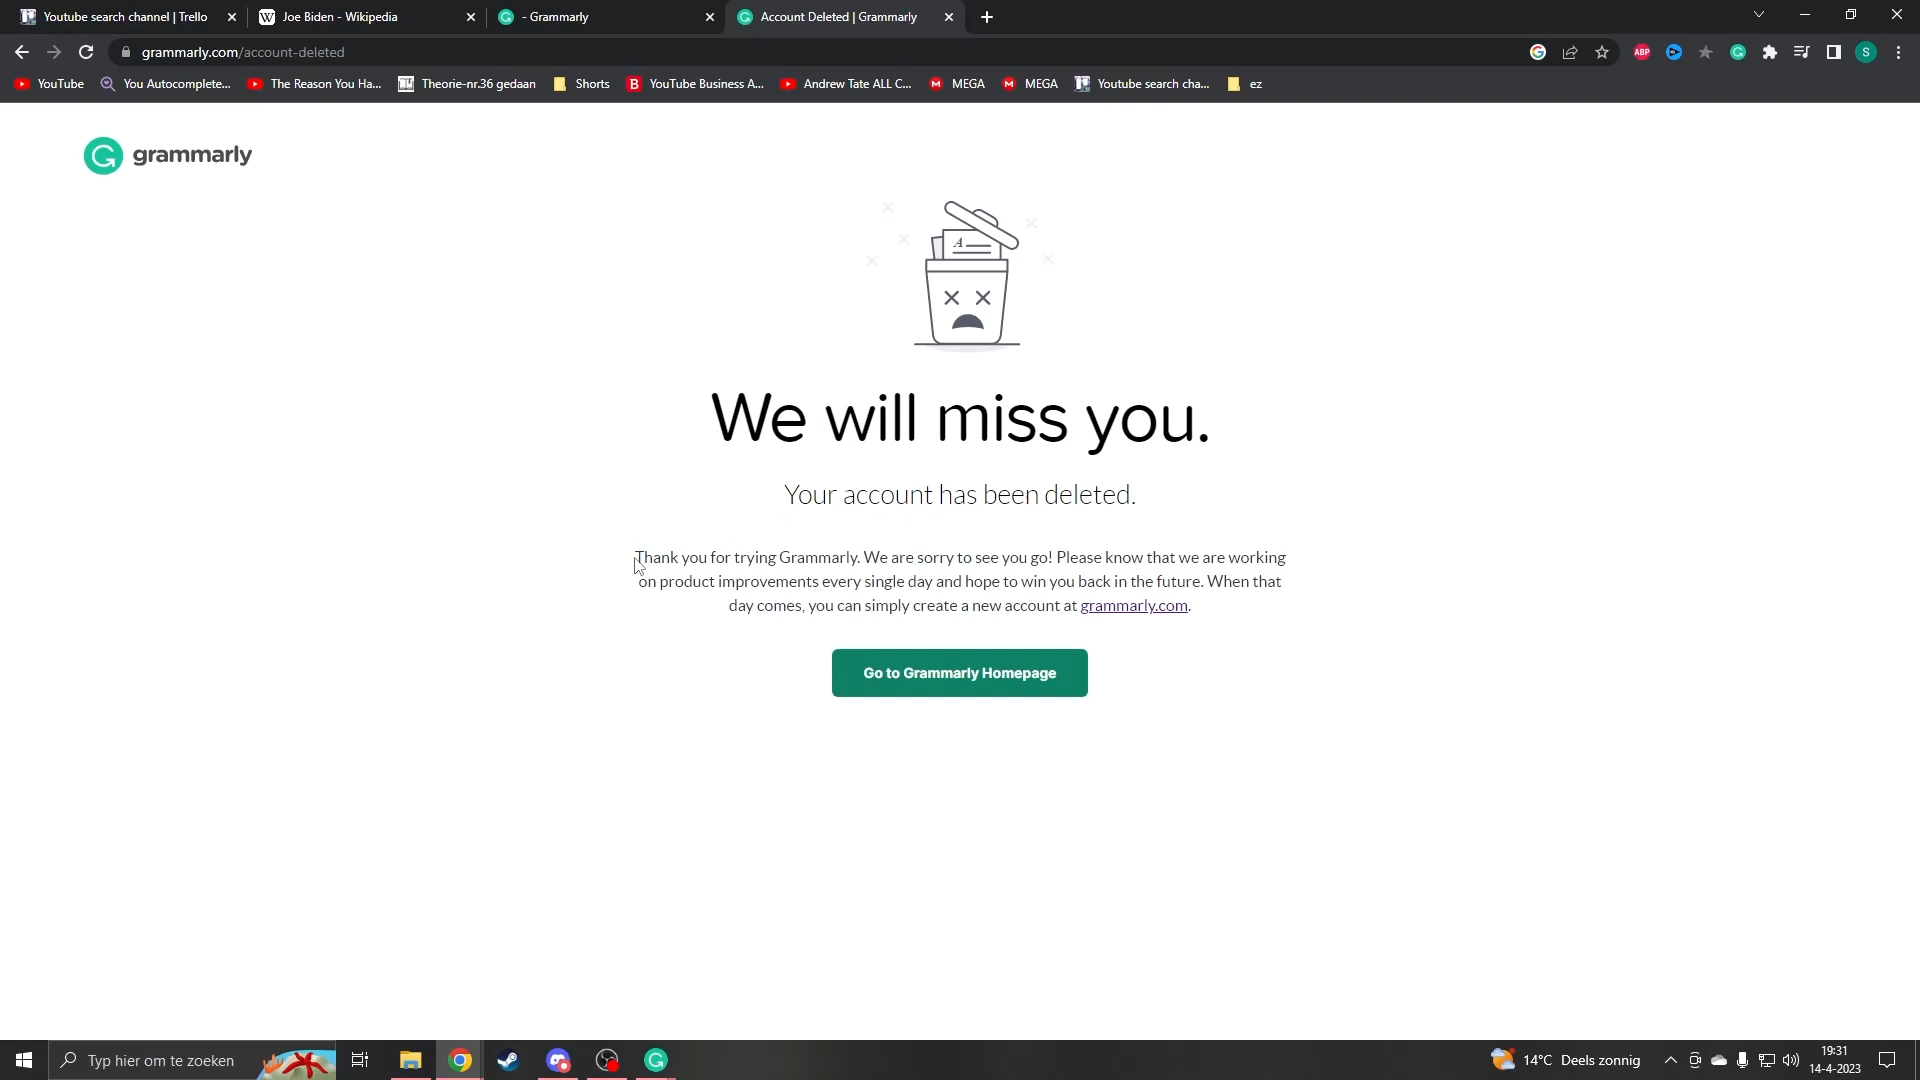 Youtube search channel | Trello
Joe Biden - Wikipedia
- Grammarly
Account Deleted | Grammarly
grammarly.com/account-deleted
ABP
S
YouTube
You Autocomplete...
The Reason You Ha...
Theorie-nr.36 gedaan
Shorts
B
YouTube Business A...
Andrew Tate ALL C...
M
MEGA
M
MEGA
Youtube search cha...
ez
grammarly
A
We will miss you.
Your account has been deleted.
Thank you for trying Grammarly. We are sorry to see you go! Please know that we are working
on product improvements every single day and hope to win you back in the future. When that
day comes, you can simply create a new account at grammarly.com.
Go to Grammarly Homepage
Typ hier om te zoeken
14°C Deels zonnig
19:31
14-4-2023